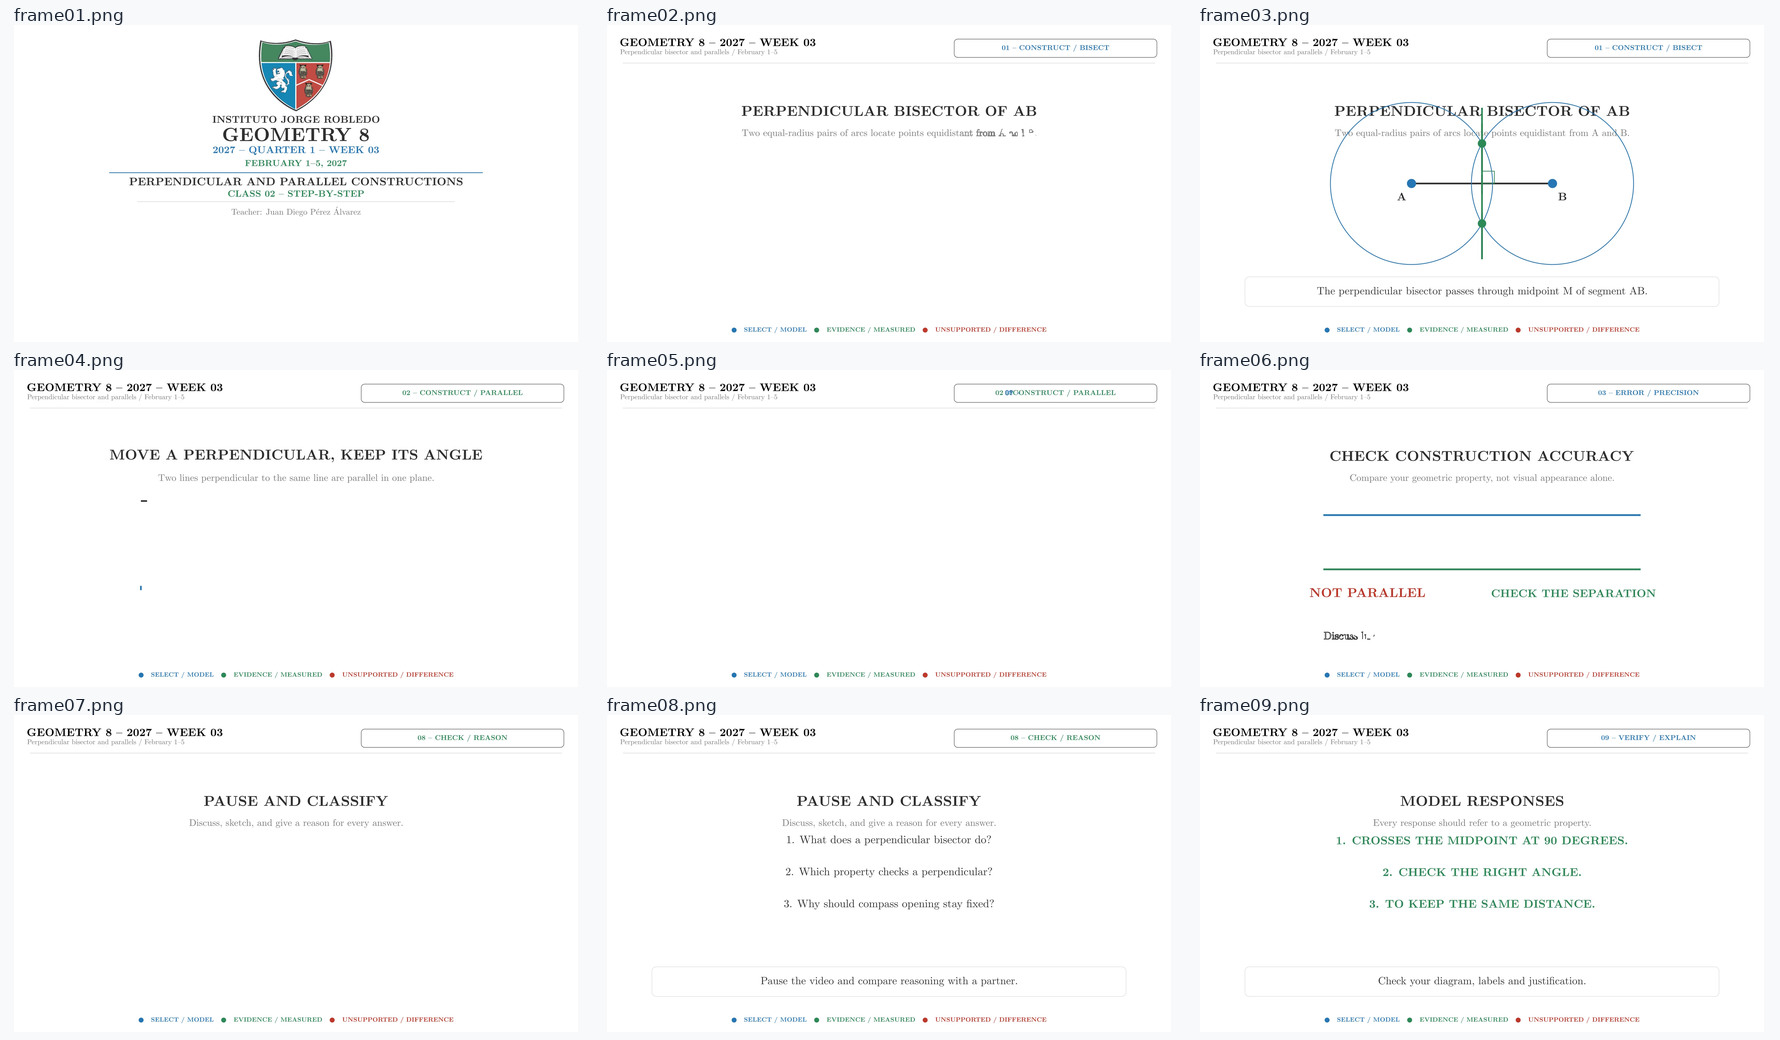 frame01.png
INSTITUTO JORGE ROBLEDO
GEOMETRY 8
2027 – QUARTER 1 – WEEK 03
FEBRUARY 1–5, 2027
PERPENDICULAR AND PARALLEL CONSTRUCTIONS
CLASS 02 – STEP-BY-STEP
Teacher: Juan Diego Pérez Álvarez
frame02.png
GEOMETRY 8 – 2027 – WEEK 03
Perpendicular bisector and parallels / February 1–5
01 – CONSTRUCT / BISECT
PERPENDICULAR BISECTOR OF AB
Two equal-radius pairs of arcs locate points equidistant from
SELECT / MODEL EVIDENCE / MEASURED UNSUPPORTED / DIFFERENCE
frame03.png
GEOMETRY 8 – 2027 – WEEK 03
Perpendicular bisector and parallels / February 1–5
01 – CONSTRUCT / BISECT
PERPENDICULAR BISECTOR OF AB
Two equal-radius pairs of arcs locate points equidistant from A and B.
A B
The perpendicular bisector passes through midpoint M of segment AB.
SELECT / MODEL EVIDENCE / MEASURED UNSUPPORTED / DIFFERENCE
frame04.png
GEOMETRY 8 – 2027 – WEEK 03
Perpendicular bisector and parallels / February 1–5
02 – CONSTRUCT / PARALLEL
MOVE A PERPENDICULAR, KEEP ITS ANGLE
Two lines perpendicular to the same line are parallel in one plane.
SELECT / MODEL EVIDENCE / MEASURED UNSUPPORTED / DIFFERENCE
frame05.png
GEOMETRY 8 – 2027 – WEEK 03
Perpendicular bisector and parallels / February 1–5
02 CONSTRUCT / PARALLEL
SELECT / MODEL EVIDENCE / MEASURED UNSUPPORTED / DIFFERENCE
frame06.png
GEOMETRY 8 – 2027 – WEEK 03
Perpendicular bisector and parallels / February 1–5
03 – ERROR / PRECISION
CHECK CONSTRUCTION ACCURACY
Compare your geometric property, not visual appearance alone.
NOT PARALLEL CHECK THE SEPARATION
SELECT / MODEL EVIDENCE / MEASURED UNSUPPORTED / DIFFERENCE
frame07.png
GEOMETRY 8 – 2027 – WEEK 03
Perpendicular bisector and parallels / February 1–5
08 – CHECK / REASON
PAUSE AND CLASSIFY
Discuss, sketch, and give a reason for every answer.
SELECT / MODEL EVIDENCE / MEASURED UNSUPPORTED / DIFFERENCE
frame08.png
GEOMETRY 8 – 2027 – WEEK 03
Perpendicular bisector and parallels / February 1–5
08 – CHECK / REASON
PAUSE AND CLASSIFY
Discuss, sketch, and give a reason for every answer.
1. What does a perpendicular bisector do?
2. Which property checks a perpendicular?
3. Why should compass opening stay fixed?
Pause the video and compare reasoning with a partner.
SELECT / MODEL EVIDENCE / MEASURED UNSUPPORTED / DIFFERENCE
frame09.png
GEOMETRY 8 – 2027 – WEEK 03
Perpendicular bisector and parallels / February 1–5
09 – VERIFY / EXPLAIN
MODEL RESPONSES
Every response should refer to a geometric property.
1. CROSSES THE MIDPOINT AT 90 DEGREES.
2. CHECK THE RIGHT ANGLE.
3. TO KEEP THE SAME DISTANCE.
Check your diagram, labels and justification.
SELECT / MODEL EVIDENCE / MEASURED UNSUPPORTED / DIFFERENCE